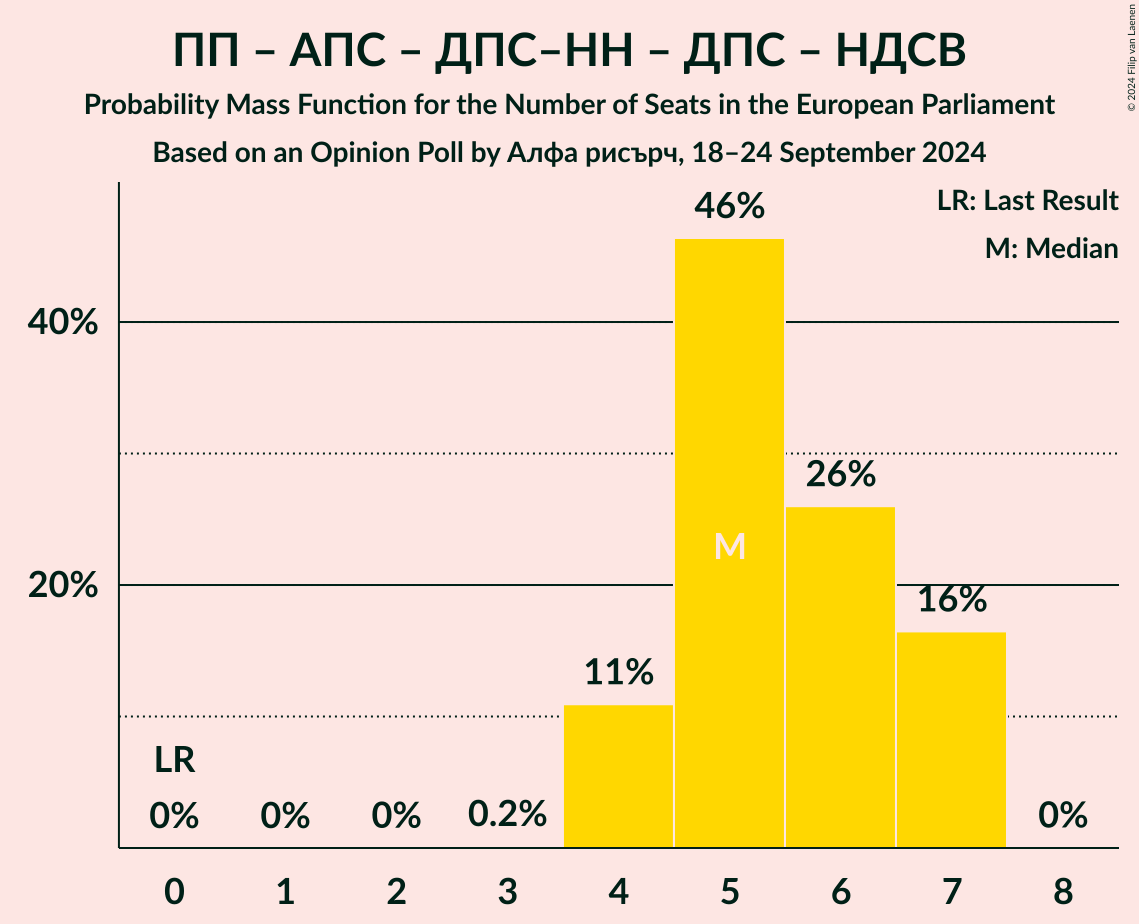 ПП – АПС – ДПС–НН – ДПС – НДСВ
Probability Mass Function for the Number of Seats in the European Parliament
Based on an Opinion Poll by Алфа рисърч, 18–24 September 2024
© 2024 Filip van Laenen
LR: Last Result
M: Median
46%
40%
26%
M
20%
16%
11%
LR
0% 0% 0% 0.2% 0%
0 1 2 3 4 5 6 7 8